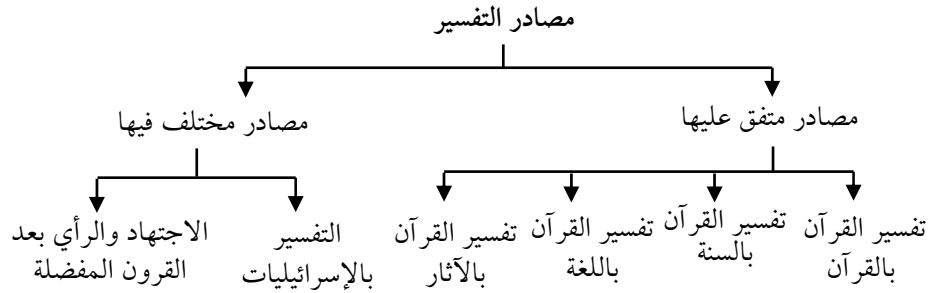 مصادر التفسير
مصادر متفق عليها
مصادر مختلف فيها
تفسير القرآن
بالقرآن
تفسير القرآن
بالسنة
تفسير القرآن
باللغة
تفسير القرآن
بالآثار
التفسير
بالإسرائيليات
الاجتهاد والرأي بعد
القرون المفضلة